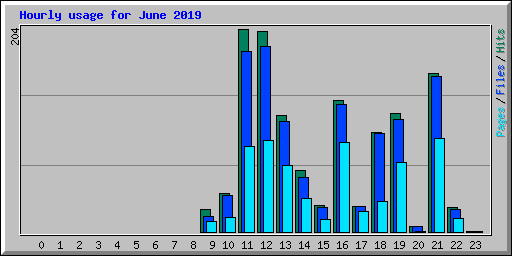 Hourly usage for June 2019
204
Pages/Files/Hits
0 1 2 3 4 5 6 7 8 9 10 11 12 13 14 15 16 17 18 19 20 21 22 23